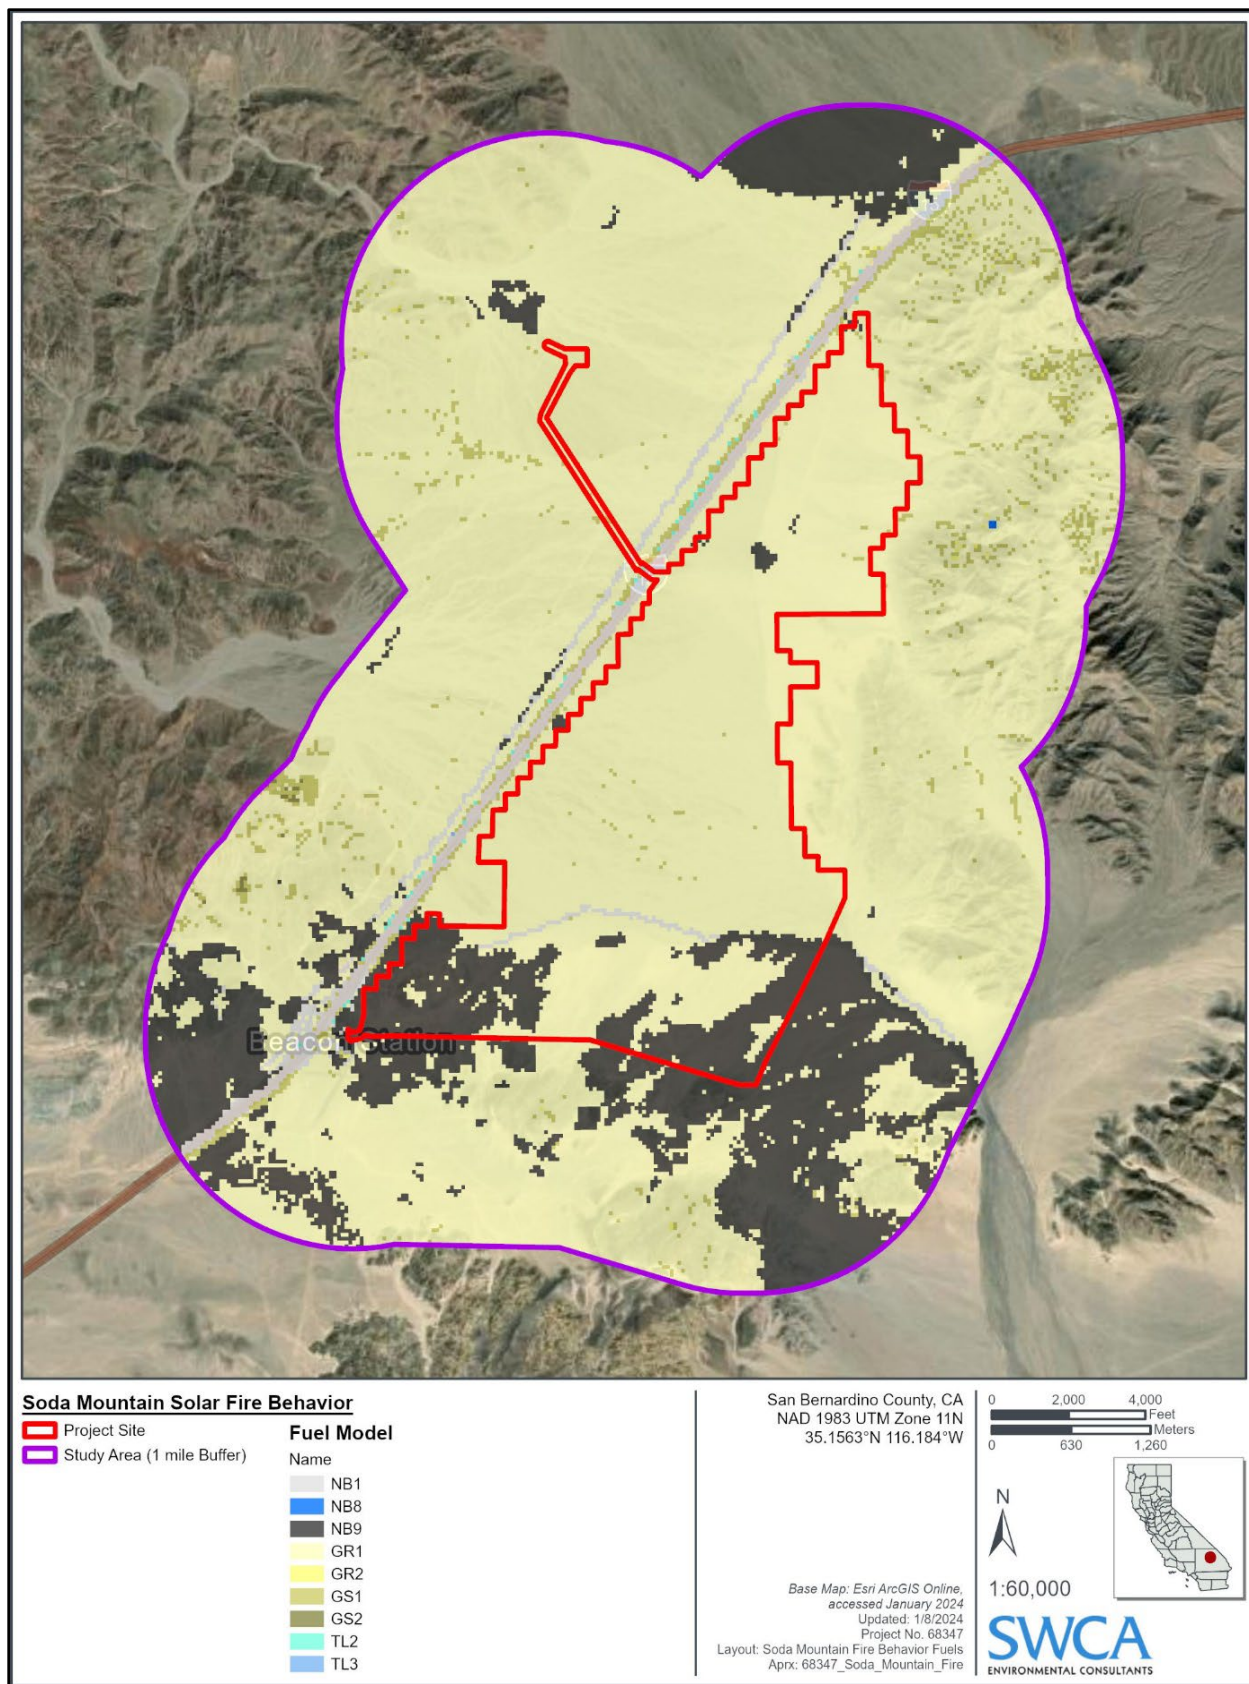 Beacon Station
Soda Mountain Solar Fire Behavior
Project Site
Study Area (1 mile Buffer)
Fuel Model
Name
NB1
NB8
NB9
GR1
GR2
GS1
GS2
TL2
TL3
San Bernardino County, CA
NAD 1983 UTM Zone 11N
35.1563°N 116.184°W
Base Map: Esri ArcGIS Online,
accessed January 2024
Updated: 1/8/2024
Project No. 68347
Layout: Soda Mountain Fire Behavior Fuels
Aprx: 68347_Soda_Mountain_Fire
0 2,000 4,000
Feet
Meters
0 630 1,260
N
1:60,000
SWCA
ENVIRONMENTAL CONSULTANTS